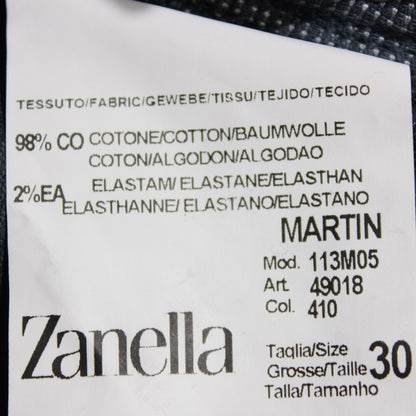 TESSUTO/FABRIC/GEWEBE/TISSU/TEJIDO/TECIDO
98% CO COTONE/COTTON/BAUMWOLLE
COTON/ALGODON/ALGODAO
2%EA ELASTAM/ELASTANE/ELASTHAN
ELASTHANNE/ELASTANO/ELASTANO
MARTIN
Mod. 113M05
Art. 49018
Col. 410
Zanella
Taglia/Size
Grosse/Taille 30
Talla/Tamanho